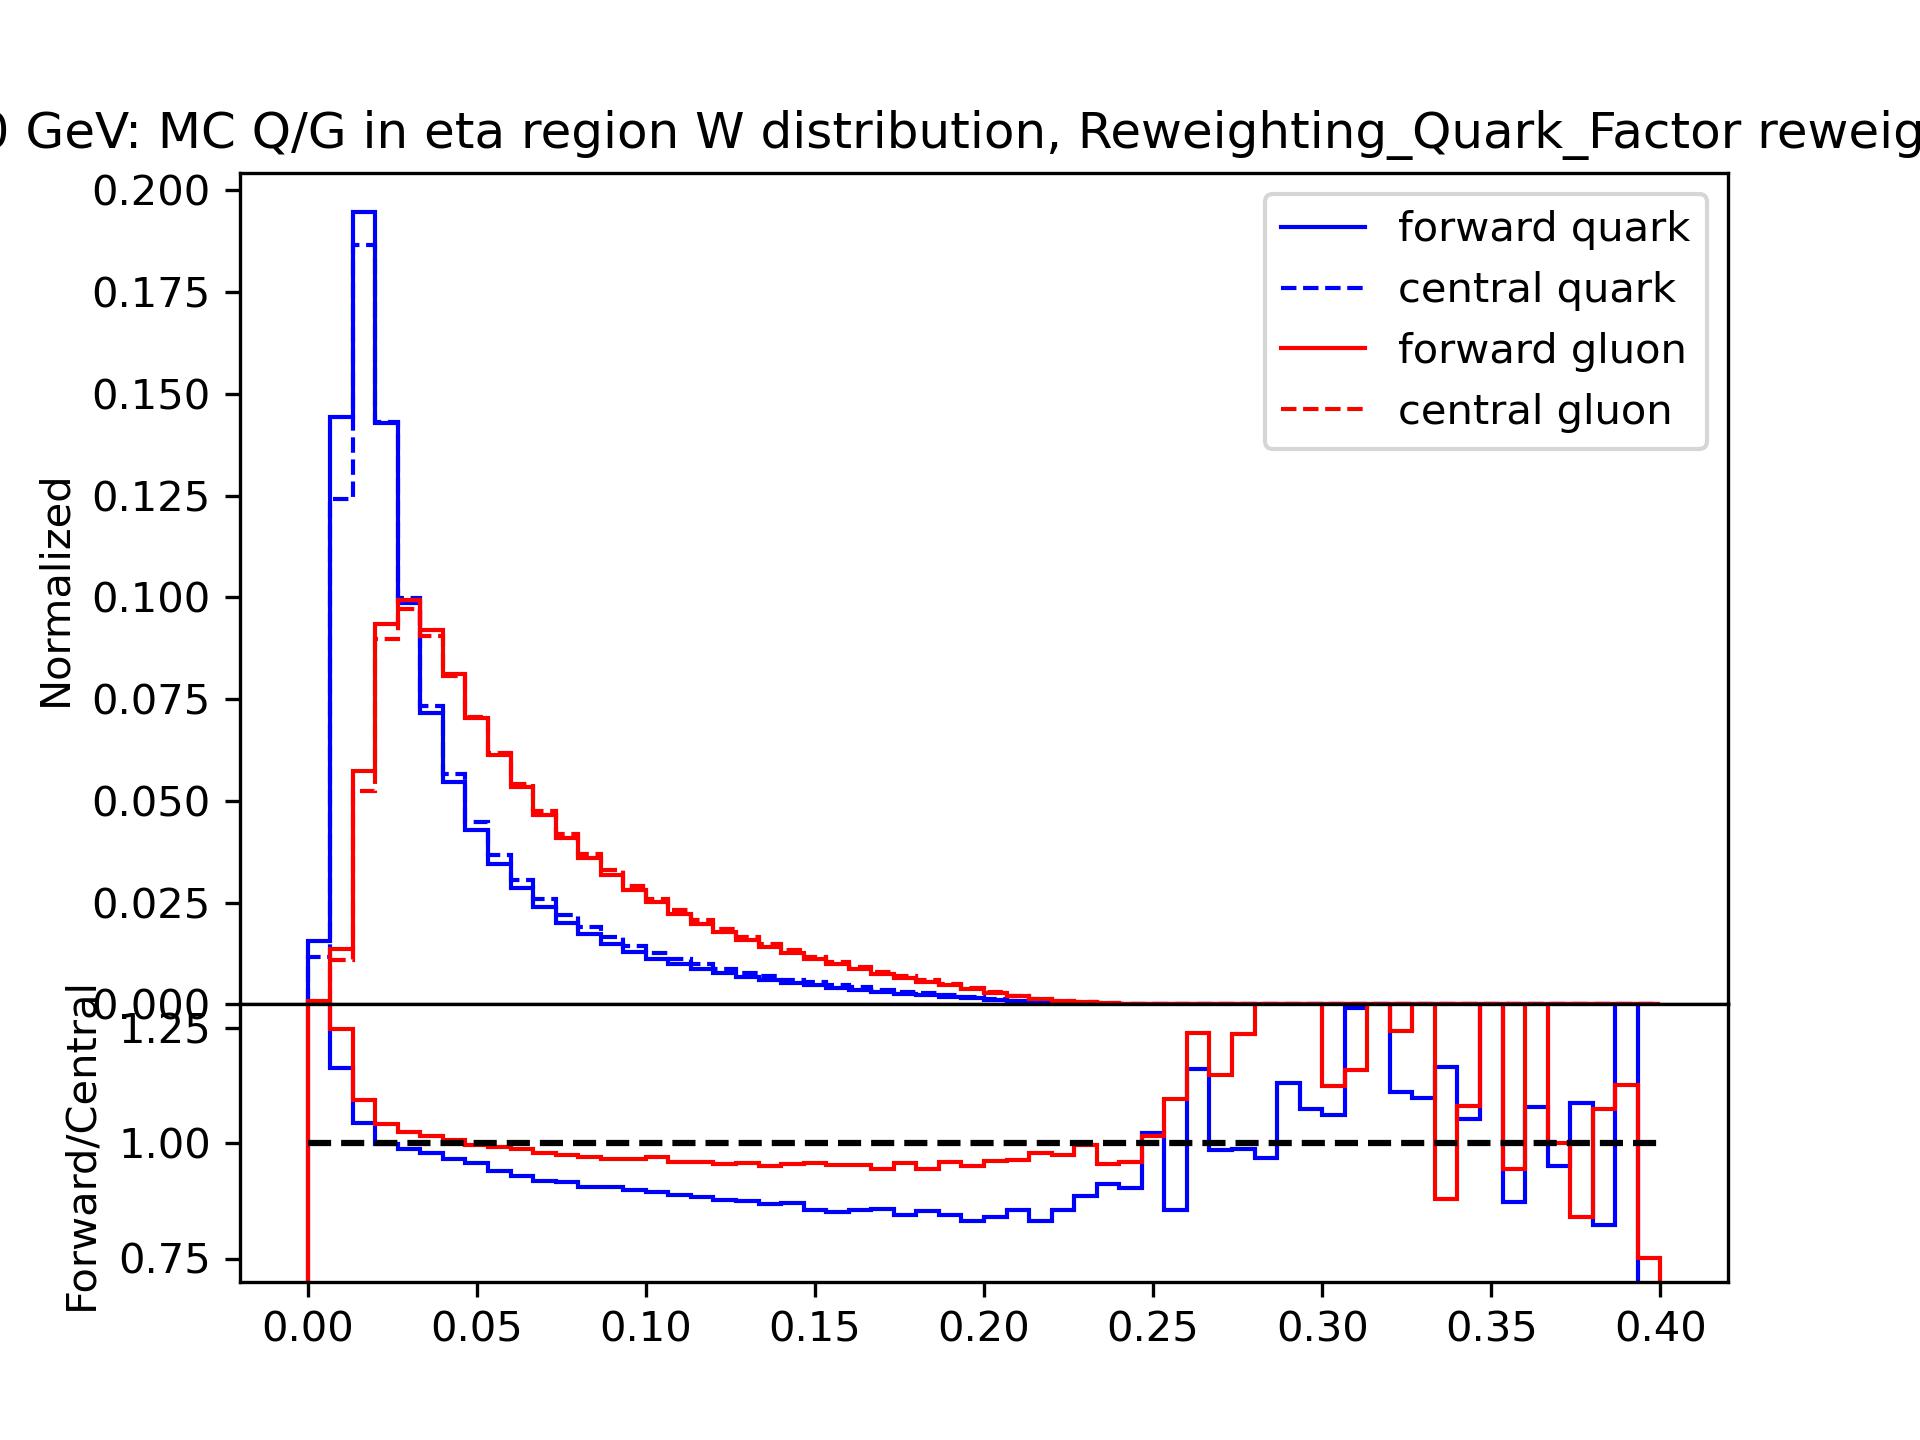 0 GeV: MC Q/G in eta region W distribution, Reweighting_Quark_Factor reweig
0.200
0.175
0.150
0.125
0.100
0.075
0.050
0.025
0.000
Normalized
forward quark
central quark
forward gluon
central gluon
1.25
1.00
0.75
Forward/Central
0.00 0.05 0.10 0.15 0.20 0.25 0.30 0.35 0.40